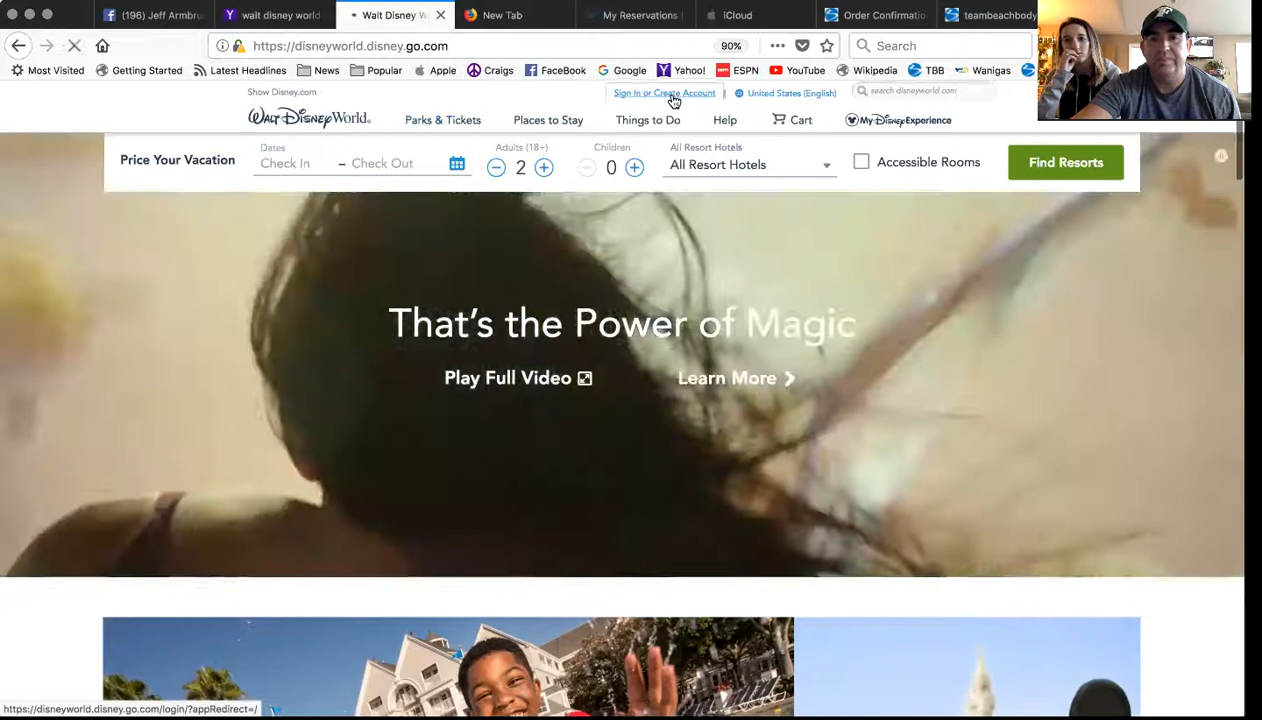 (196) Jeff Armbru
walt disney world
Walt Disney W
New Tab
My Reservations
iCloud
Order Confirmatio
teambeachbody
https://disneyworld.disney.go.com
90%
Search
Most Visited
Getting Started
Latest Headlines
News
Popular
Apple
Craigs
FaceBook
Google
Yahoo!
ESPN
YouTube
Wikipedia
TBB
Wanigas
Show Disney.com
Sign In or Create Account
United States (English)
search disneyworld.com
Walt Disney World
Parks & Tickets
Places to Stay
Things to Do
Help
Cart
My Disney Experience
Price Your Vacation
Dates
Check In – Check Out
Adults (18+)
2
Children
0
All Resort Hotels
All Resort Hotels
Accessible Rooms
Find Resorts
That's the Power of Magic
Play Full Video
Learn More
https://disneyworld.disney.go.com/login/?appRedirect=/